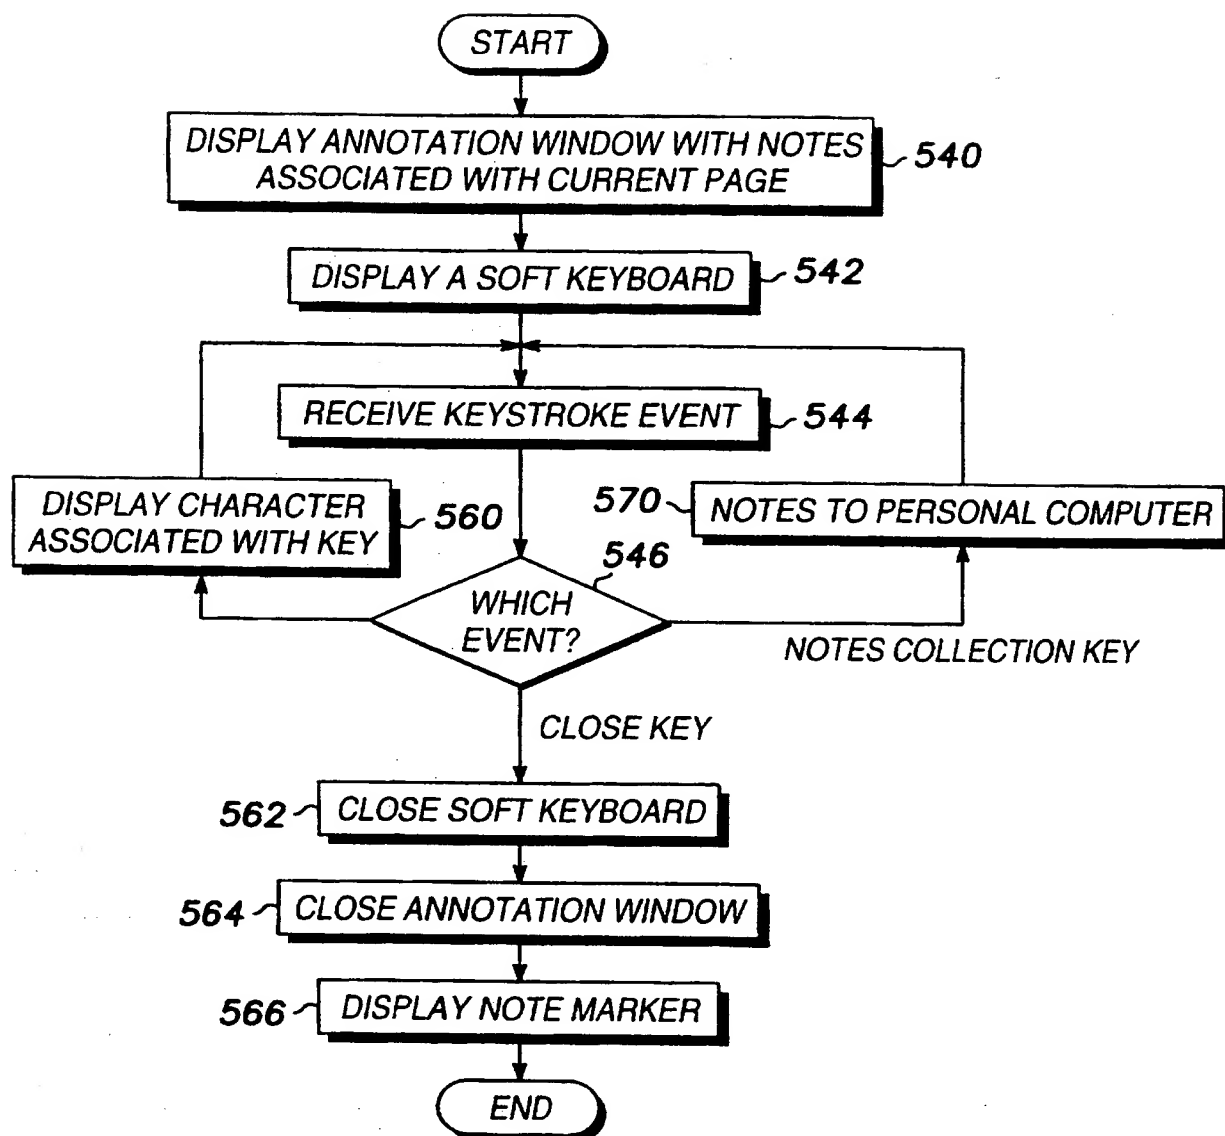 START
DISPLAY ANNOTATION WINDOW WITH NOTES
ASSOCIATED WITH CURRENT PAGE
540
DISPLAY A SOFT KEYBOARD
542
RECEIVE KEYSTROKE EVENT
544
DISPLAY CHARACTER
ASSOCIATED WITH KEY
560
570
NOTES TO PERSONAL COMPUTER
546
WHICH
EVENT?
NOTES COLLECTION KEY
CLOSE KEY
562
CLOSE SOFT KEYBOARD
564
CLOSE ANNOTATION WINDOW
566
DISPLAY NOTE MARKER
END